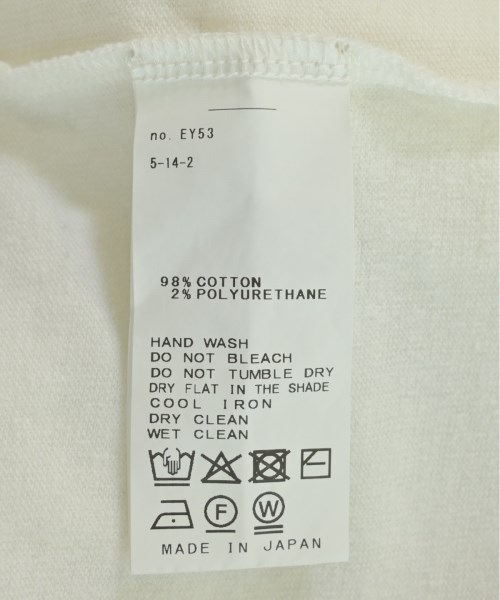 no. EY53
5-14-2
98% COTTON
2% POLYURETHANE
HAND WASH
DO NOT BLEACH
DO NOT TUMBLE DRY
DRY FLAT IN THE SHADE
COOL IRON
DRY CLEAN
WET CLEAN
F W
MADE IN JAPAN